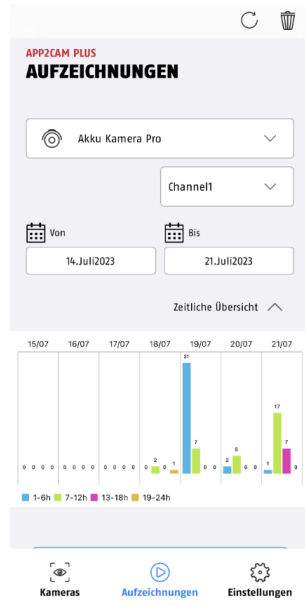 APP2CAM PLUS
AUFZEICHNUNGEN
Akku Kamera Pro
Channel1
Von
Bis
14.Juli2023
21.Juli2023
Zeitliche Übersicht
15/07 16/07 17/07 18/07 19/07 20/07 21/07
31
17
7 7
2 2 6
0 0 0 0 0 0 0 0 0 0 0 0 0 0 1 0 0 0 0 1 0
1-6h 7-12h 13-18h 19-24h
Kameras Aufzeichnungen Einstellungen